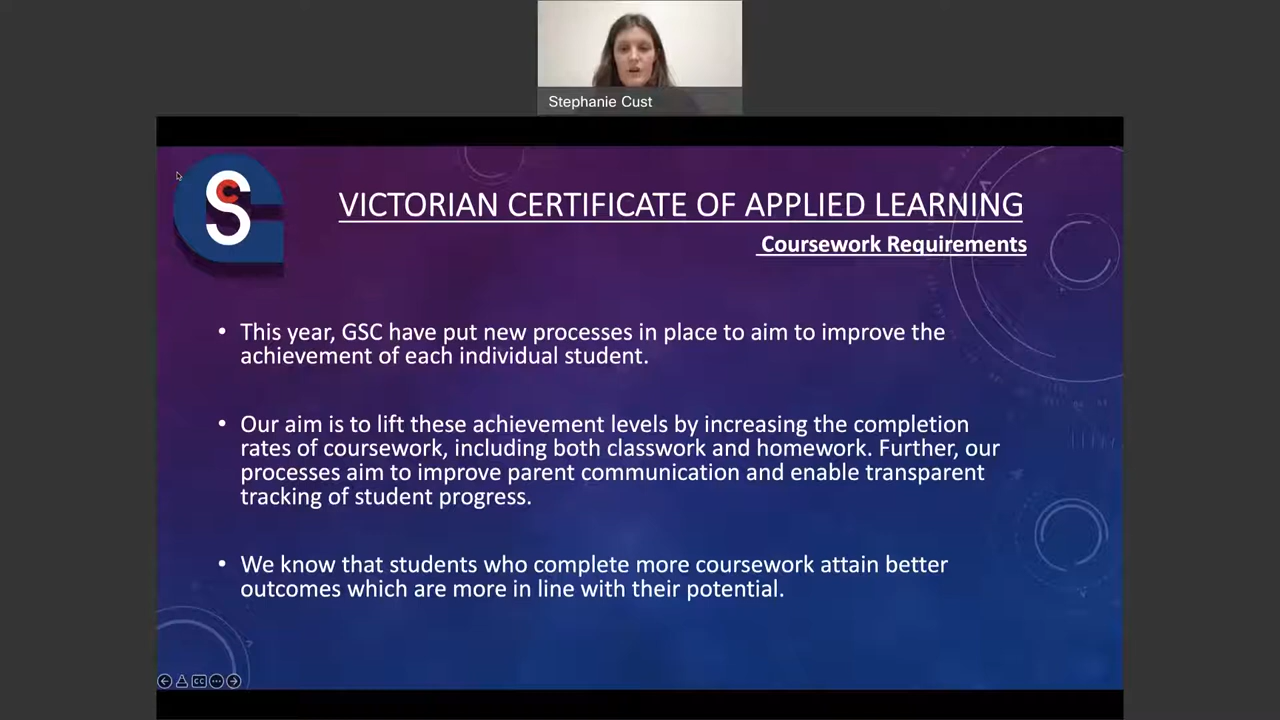 Stephanie Cust
SC
VICTORIAN CERTIFICATE OF APPLIED LEARNING
Coursework Requirements
• This year, GSC have put new processes in place to aim to improve the
achievement of each individual student.
• Our aim is to lift these achievement levels by increasing the completion
rates of coursework, including both classwork and homework. Further, our
processes aim to improve parent communication and enable transparent
tracking of student progress.
• We know that students who complete more coursework attain better
outcomes which are more in line with their potential.
CC